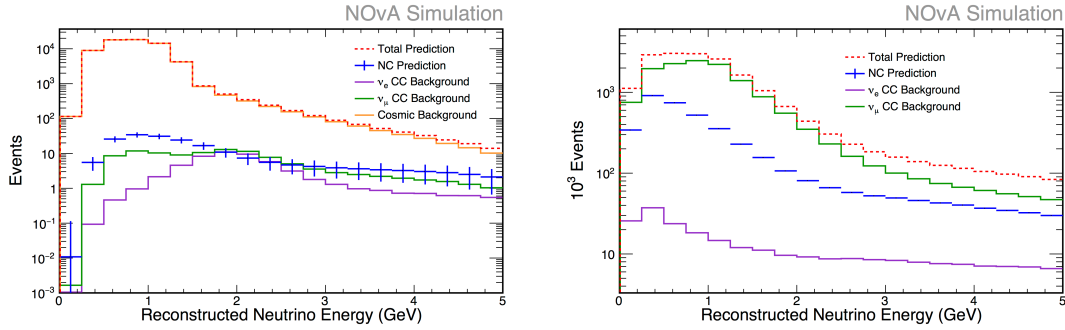 NOvA Simulation
Events
10⁴
10³
10²
10
1
10⁻¹
10⁻²
10⁻³
Total Prediction
NC Prediction
νe CC Background
νμ CC Background
Cosmic Background
0 1 2 3 4 5
Reconstructed Neutrino Energy (GeV)
NOvA Simulation
10³ Events
10³
10²
10
Total Prediction
NC Prediction
νe CC Background
νμ CC Background
0 1 2 3 4 5
Reconstructed Neutrino Energy (GeV)